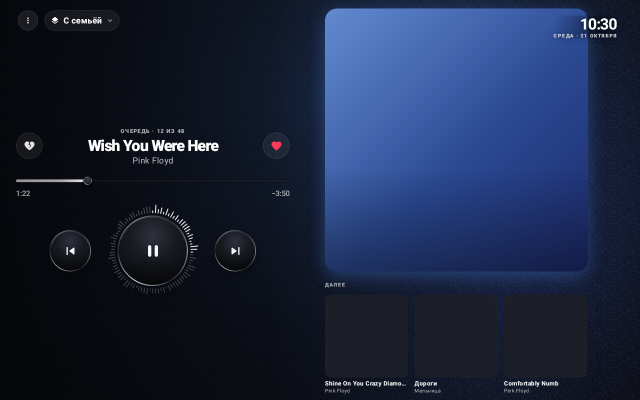 С семьёй
10:30
СРЕДА · 21 ОКТЯБРЯ
ОЧЕРЕДЬ · 12 ИЗ 48
Wish You Were Here
Pink Floyd
1:22
−3:50
ДАЛЕЕ
Shine On You Crazy Diamo…
Pink Floyd
Дороги
Мельница
Comfortably Numb
Pink Floyd